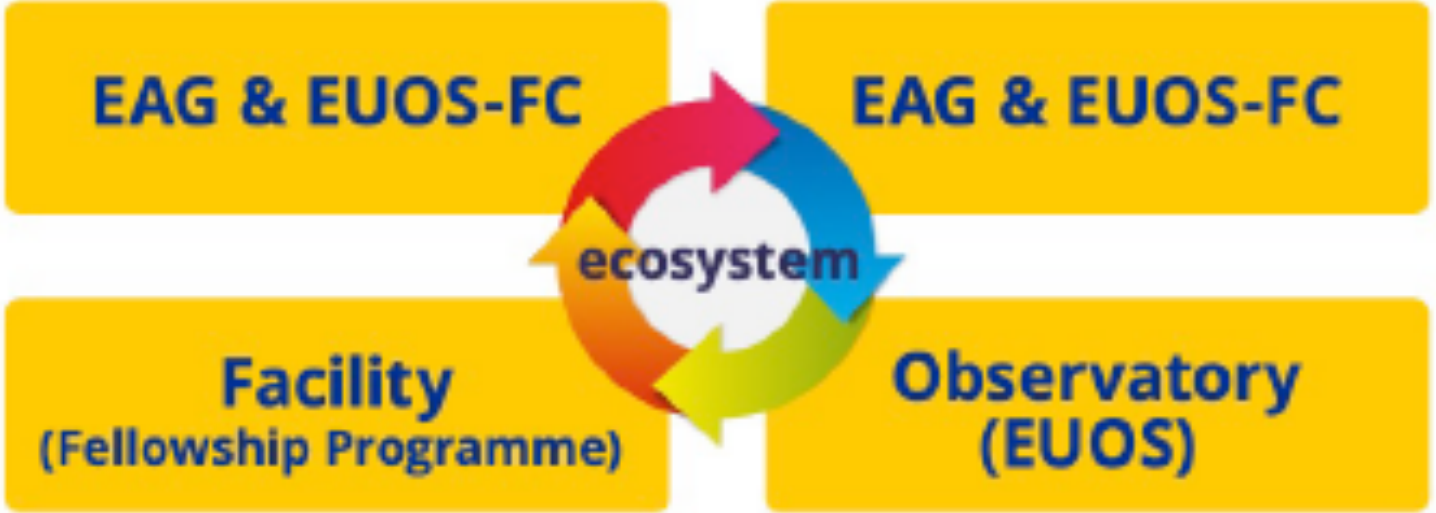 EAG & EUOS-FC
EAG & EUOS-FC
ecosystem
Facility
(Fellowship Programme)
Observatory
(EUOS)